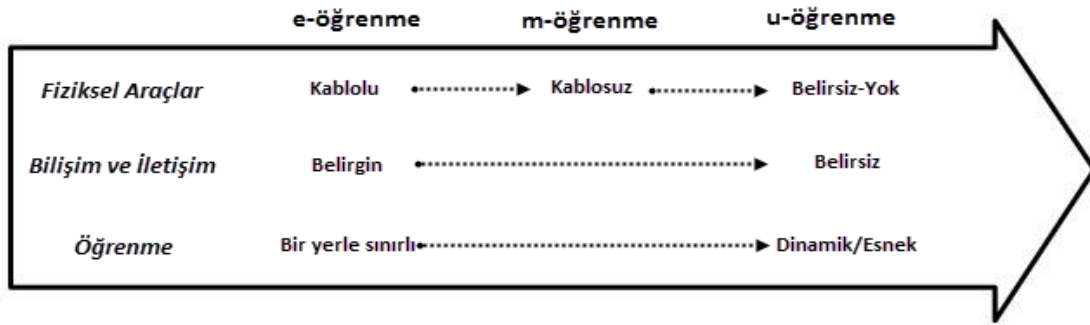 e-öğrenme m-öğrenme u-öğrenme
Fiziksel Araçlar Kablolu Kablosuz Belirsiz-Yok
Bilişim ve İletişim Belirgin Belirsiz
Öğrenme Bir yerle sınırlı Dinamik/Esnek